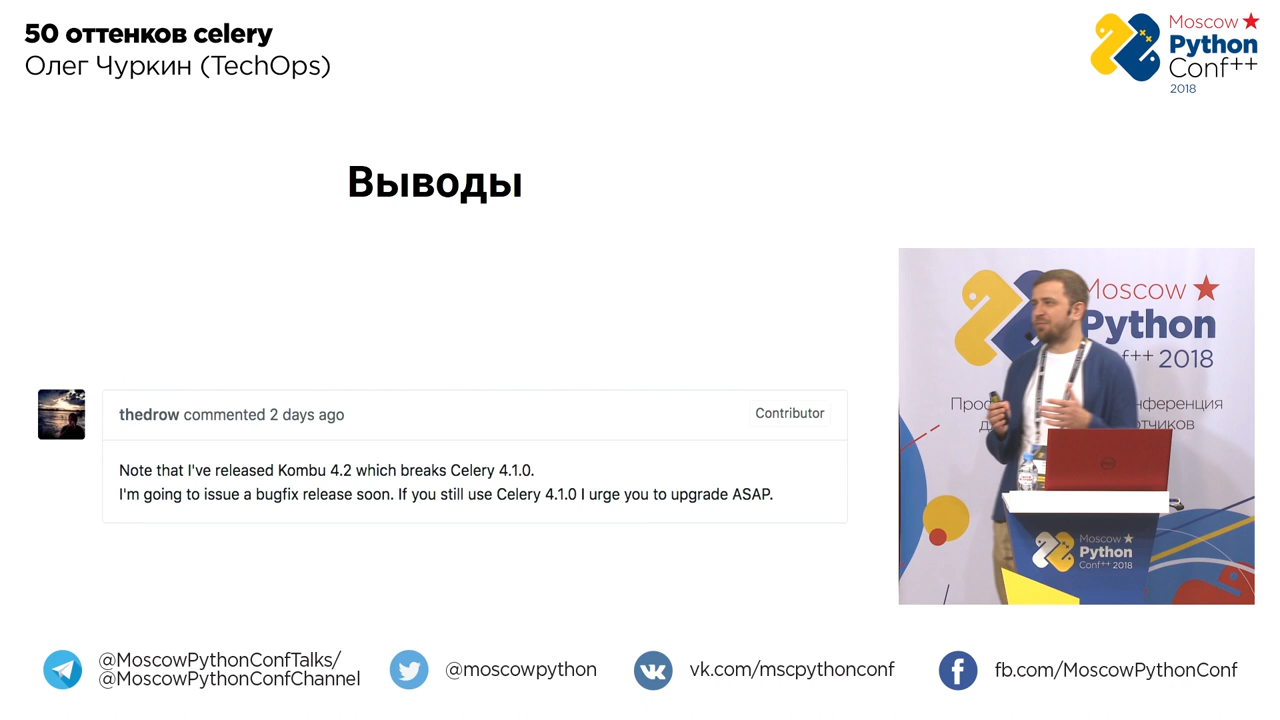 50 оттенков celery
Олег Чуркин (TechOps)
Moscow
Python
Conf++
2018
Выводы
thedrow commented 2 days ago
Contributor
Note that I've released Kombu 4.2 which breaks Celery 4.1.0.
I'm going to issue a bugfix release soon. If you still use Celery 4.1.0 I urge you to upgrade ASAP.
Moscow
Python
f++ 2018
Moscow
Python
Conf++ 2018
@MoscowPythonConfTalks/
@MoscowPythonConfChannel
@moscowpython
vk.com/mscpythonconf
fb.com/MoscowPythonConf